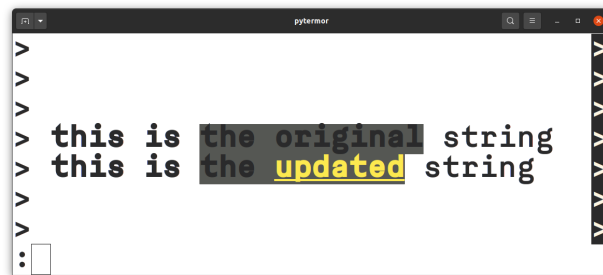 pytermor
>                                        >
>                                        >
>                                        >
> this is the original string >
> this is the updated string >
>                                        >
>                                        >
: